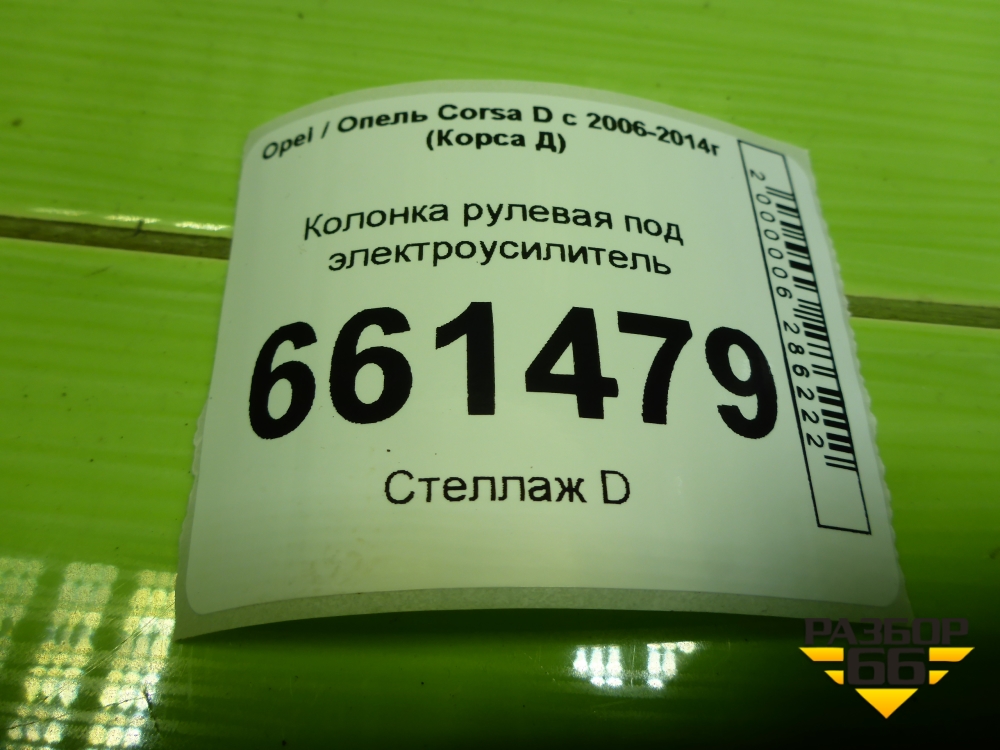 Opel / Опель Corsa D с 2006-2014г
(Корса Д)
Колонка рулевая под
электроусилитель
661479
Стеллаж D
2000006286222
РАЗБОР
66